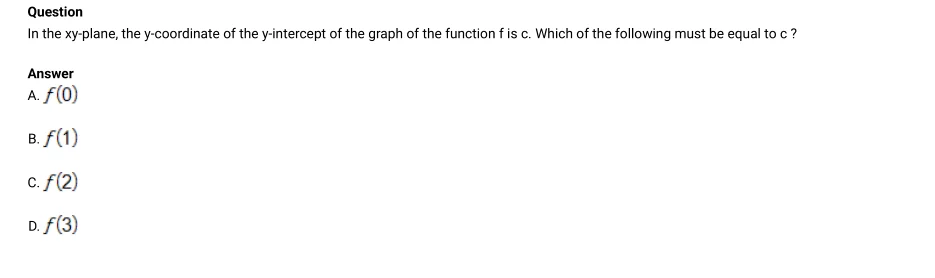 Question
In the xy-plane, the y-coordinate of the y-intercept of the graph of the function f is c. Which of the following must be equal to c ?
Answer
A. f(0)
B. f(1)
C. f(2)
D. f(3)